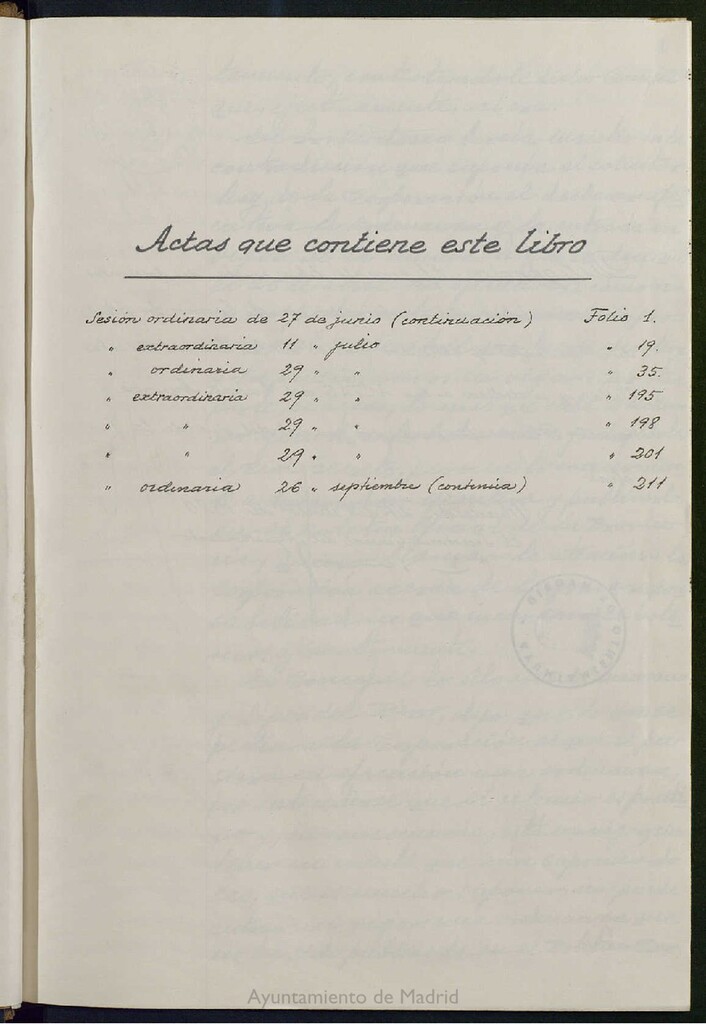 Actas que contiene este libro
Sesión ordinaria de 27 de junio (continuación) Folio 1.
" extraordinaria 11 " julio " 19.
" ordinaria 29 " " " 35.
" extraordinaria 29 " " " 195
" " 29 " " " 198
" " 29 " " " 201
" ordinaria 26 " septiembre (continúa) " 211
Ayuntamiento de Madrid